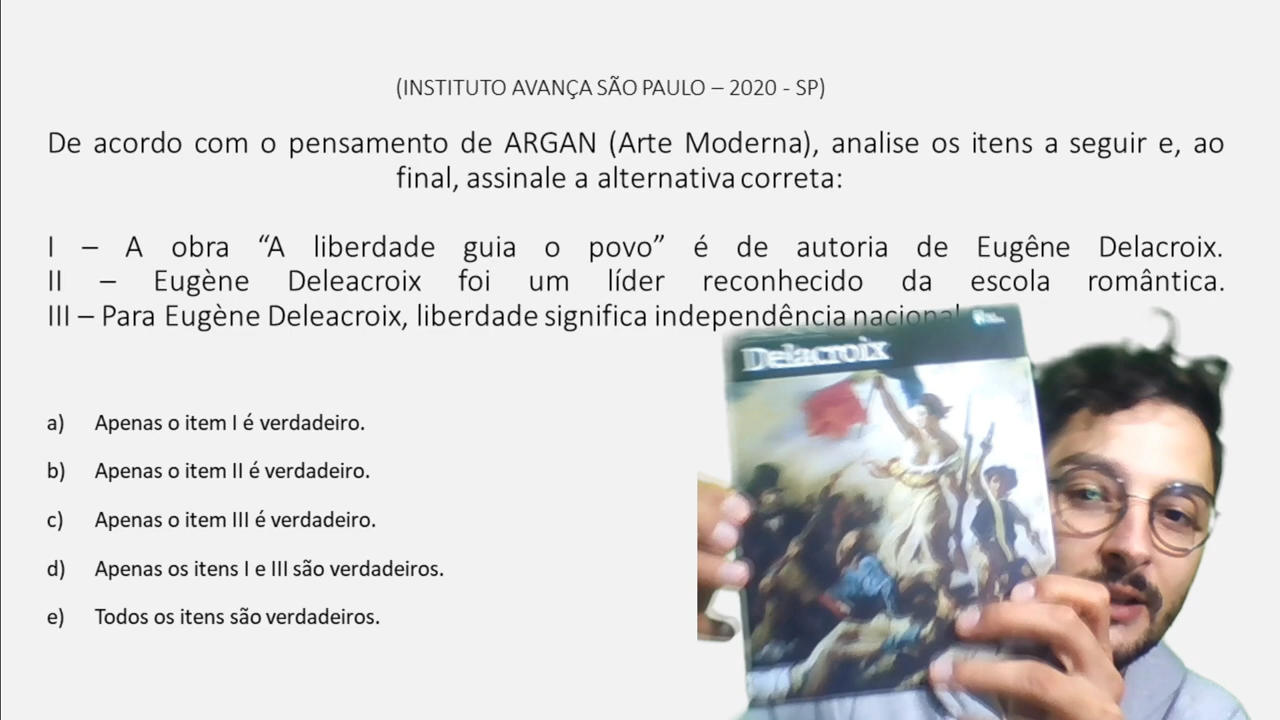 (INSTITUTO AVANÇA SÃO PAULO – 2020 - SP)
De acordo com o pensamento de ARGAN (Arte Moderna), analise os itens a seguir e, ao
final, assinale a alternativa correta:
I – A obra “A liberdade guia o povo” é de autoria de Eugêne Delacroix.
II – Eugène Deleacroix foi um líder reconhecido da escola romântica.
III – Para Eugène Deleacroix, liberdade significa independência nacional
Delacroix
a) Apenas o item I é verdadeiro.
b) Apenas o item II é verdadeiro.
c) Apenas o item III é verdadeiro.
d) Apenas os itens I e III são verdadeiros.
e) Todos os itens são verdadeiros.